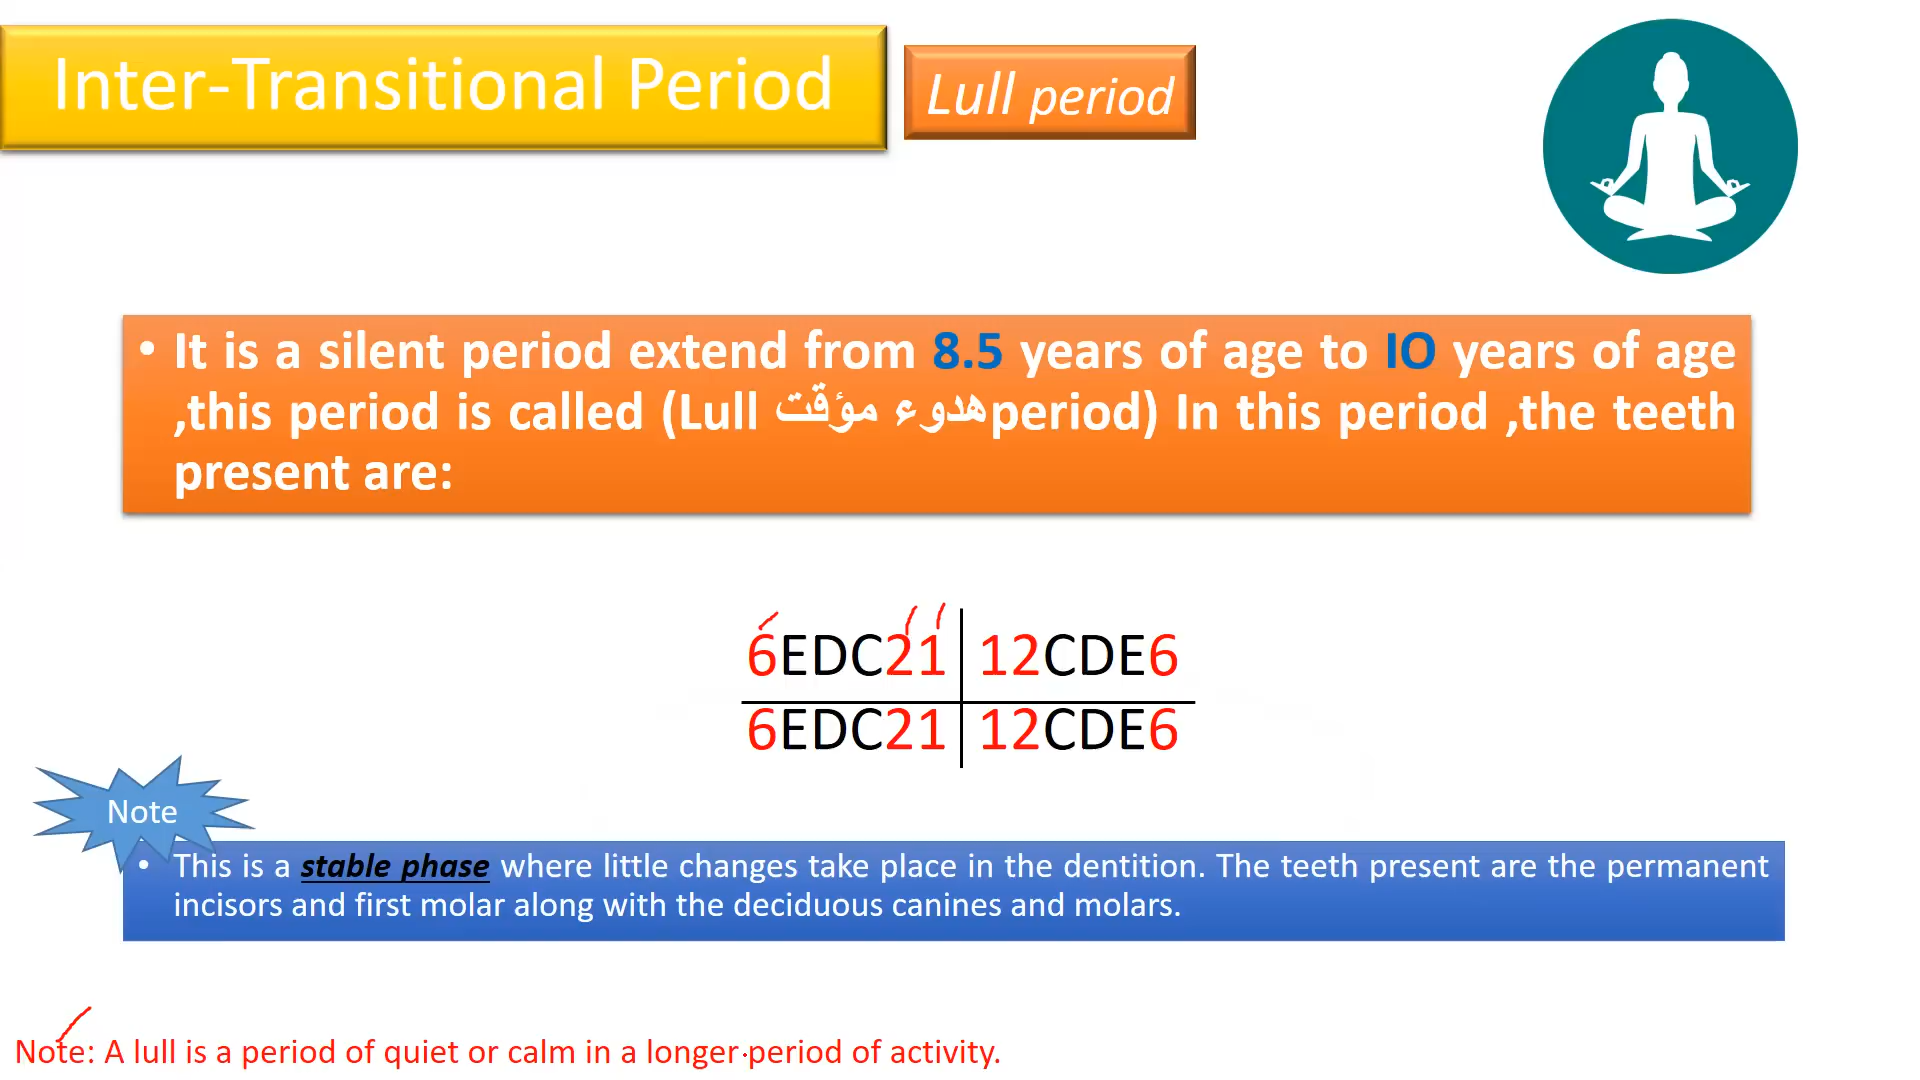 Inter-Transitional Period
Lull period
• It is a silent period extend from 8.5 years of age to IO years of age
,this period is called (Lull هدوء مؤقت period) In this period ,the teeth
present are:
6EDC21 12CDE6
6EDC21 12CDE6
Note
• This is a stable phase where little changes take place in the dentition. The teeth present are the permanent
incisors and first molar along with the deciduous canines and molars.
Note: A lull is a period of quiet or calm in a longer period of activity.